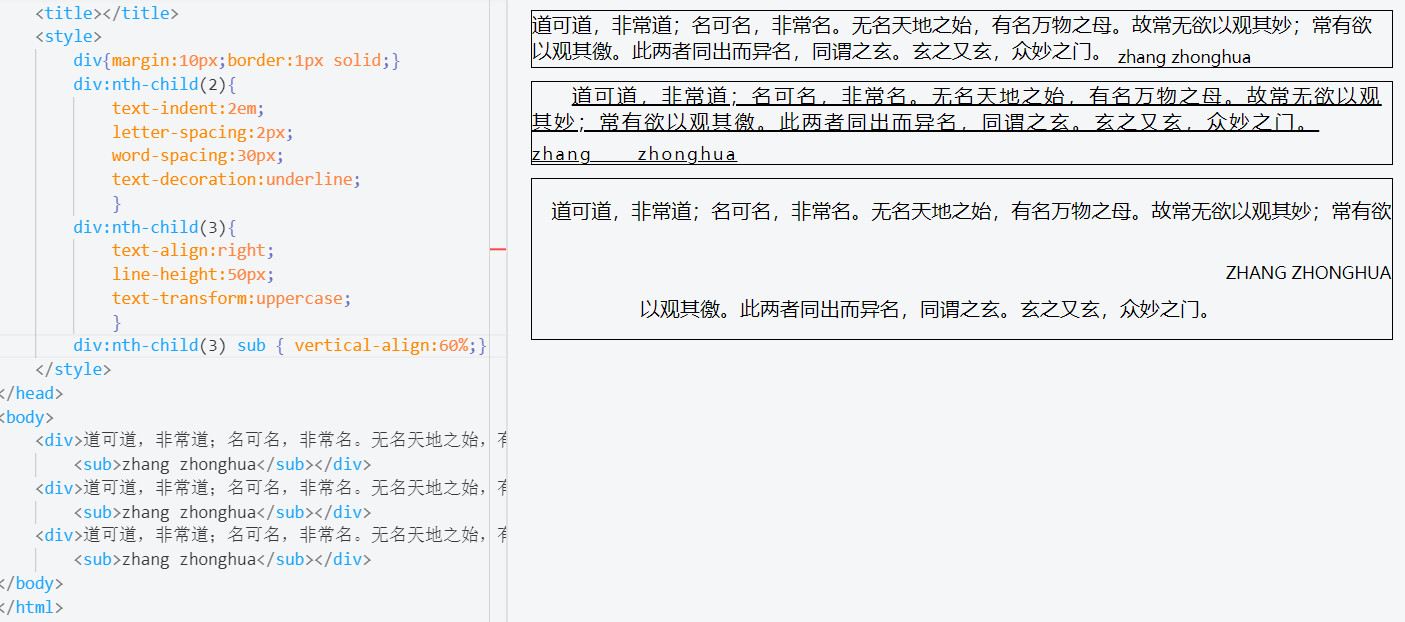 <title></title>
<style>
div{margin:10px;border:1px solid;}
div:nth-child(2){
text-indent:2em;
letter-spacing:2px;
word-spacing:30px;
text-decoration:underline;
}
div:nth-child(3){
text-align:right;
line-height:50px;
text-transform:uppercase;
}
div:nth-child(3) sub { vertical-align:60%;}
</style>
</head>
<body>
<div>道可道，非常道；名可名，非常名。无名天地之始，有
<sub>zhang zhonghua</sub></div>
<div>道可道，非常道；名可名，非常名。无名天地之始，有
<sub>zhang zhonghua</sub></div>
<div>道可道，非常道；名可名，非常名。无名天地之始，有
<sub>zhang zhonghua</sub></div>
</body>
</html>
道可道，非常道；名可名，非常名。无名天地之始，有名万物之母。故常无欲以观其妙；常有欲
以观其徼。此两者同出而异名，同谓之玄。玄之又玄，众妙之门。 zhang zhonghua
道可道，非常道；名可名，非常名。无名天地之始，有名万物之母。故常无欲以观
其妙；常有欲以观其徼。此两者同出而异名，同谓之玄。玄之又玄，众妙之门。
zhang zhonghua
道可道，非常道；名可名，非常名。无名天地之始，有名万物之母。故常无欲以观其妙；常有欲
ZHANG ZHONGHUA
以观其徼。此两者同出而异名，同谓之玄。玄之又玄，众妙之门。